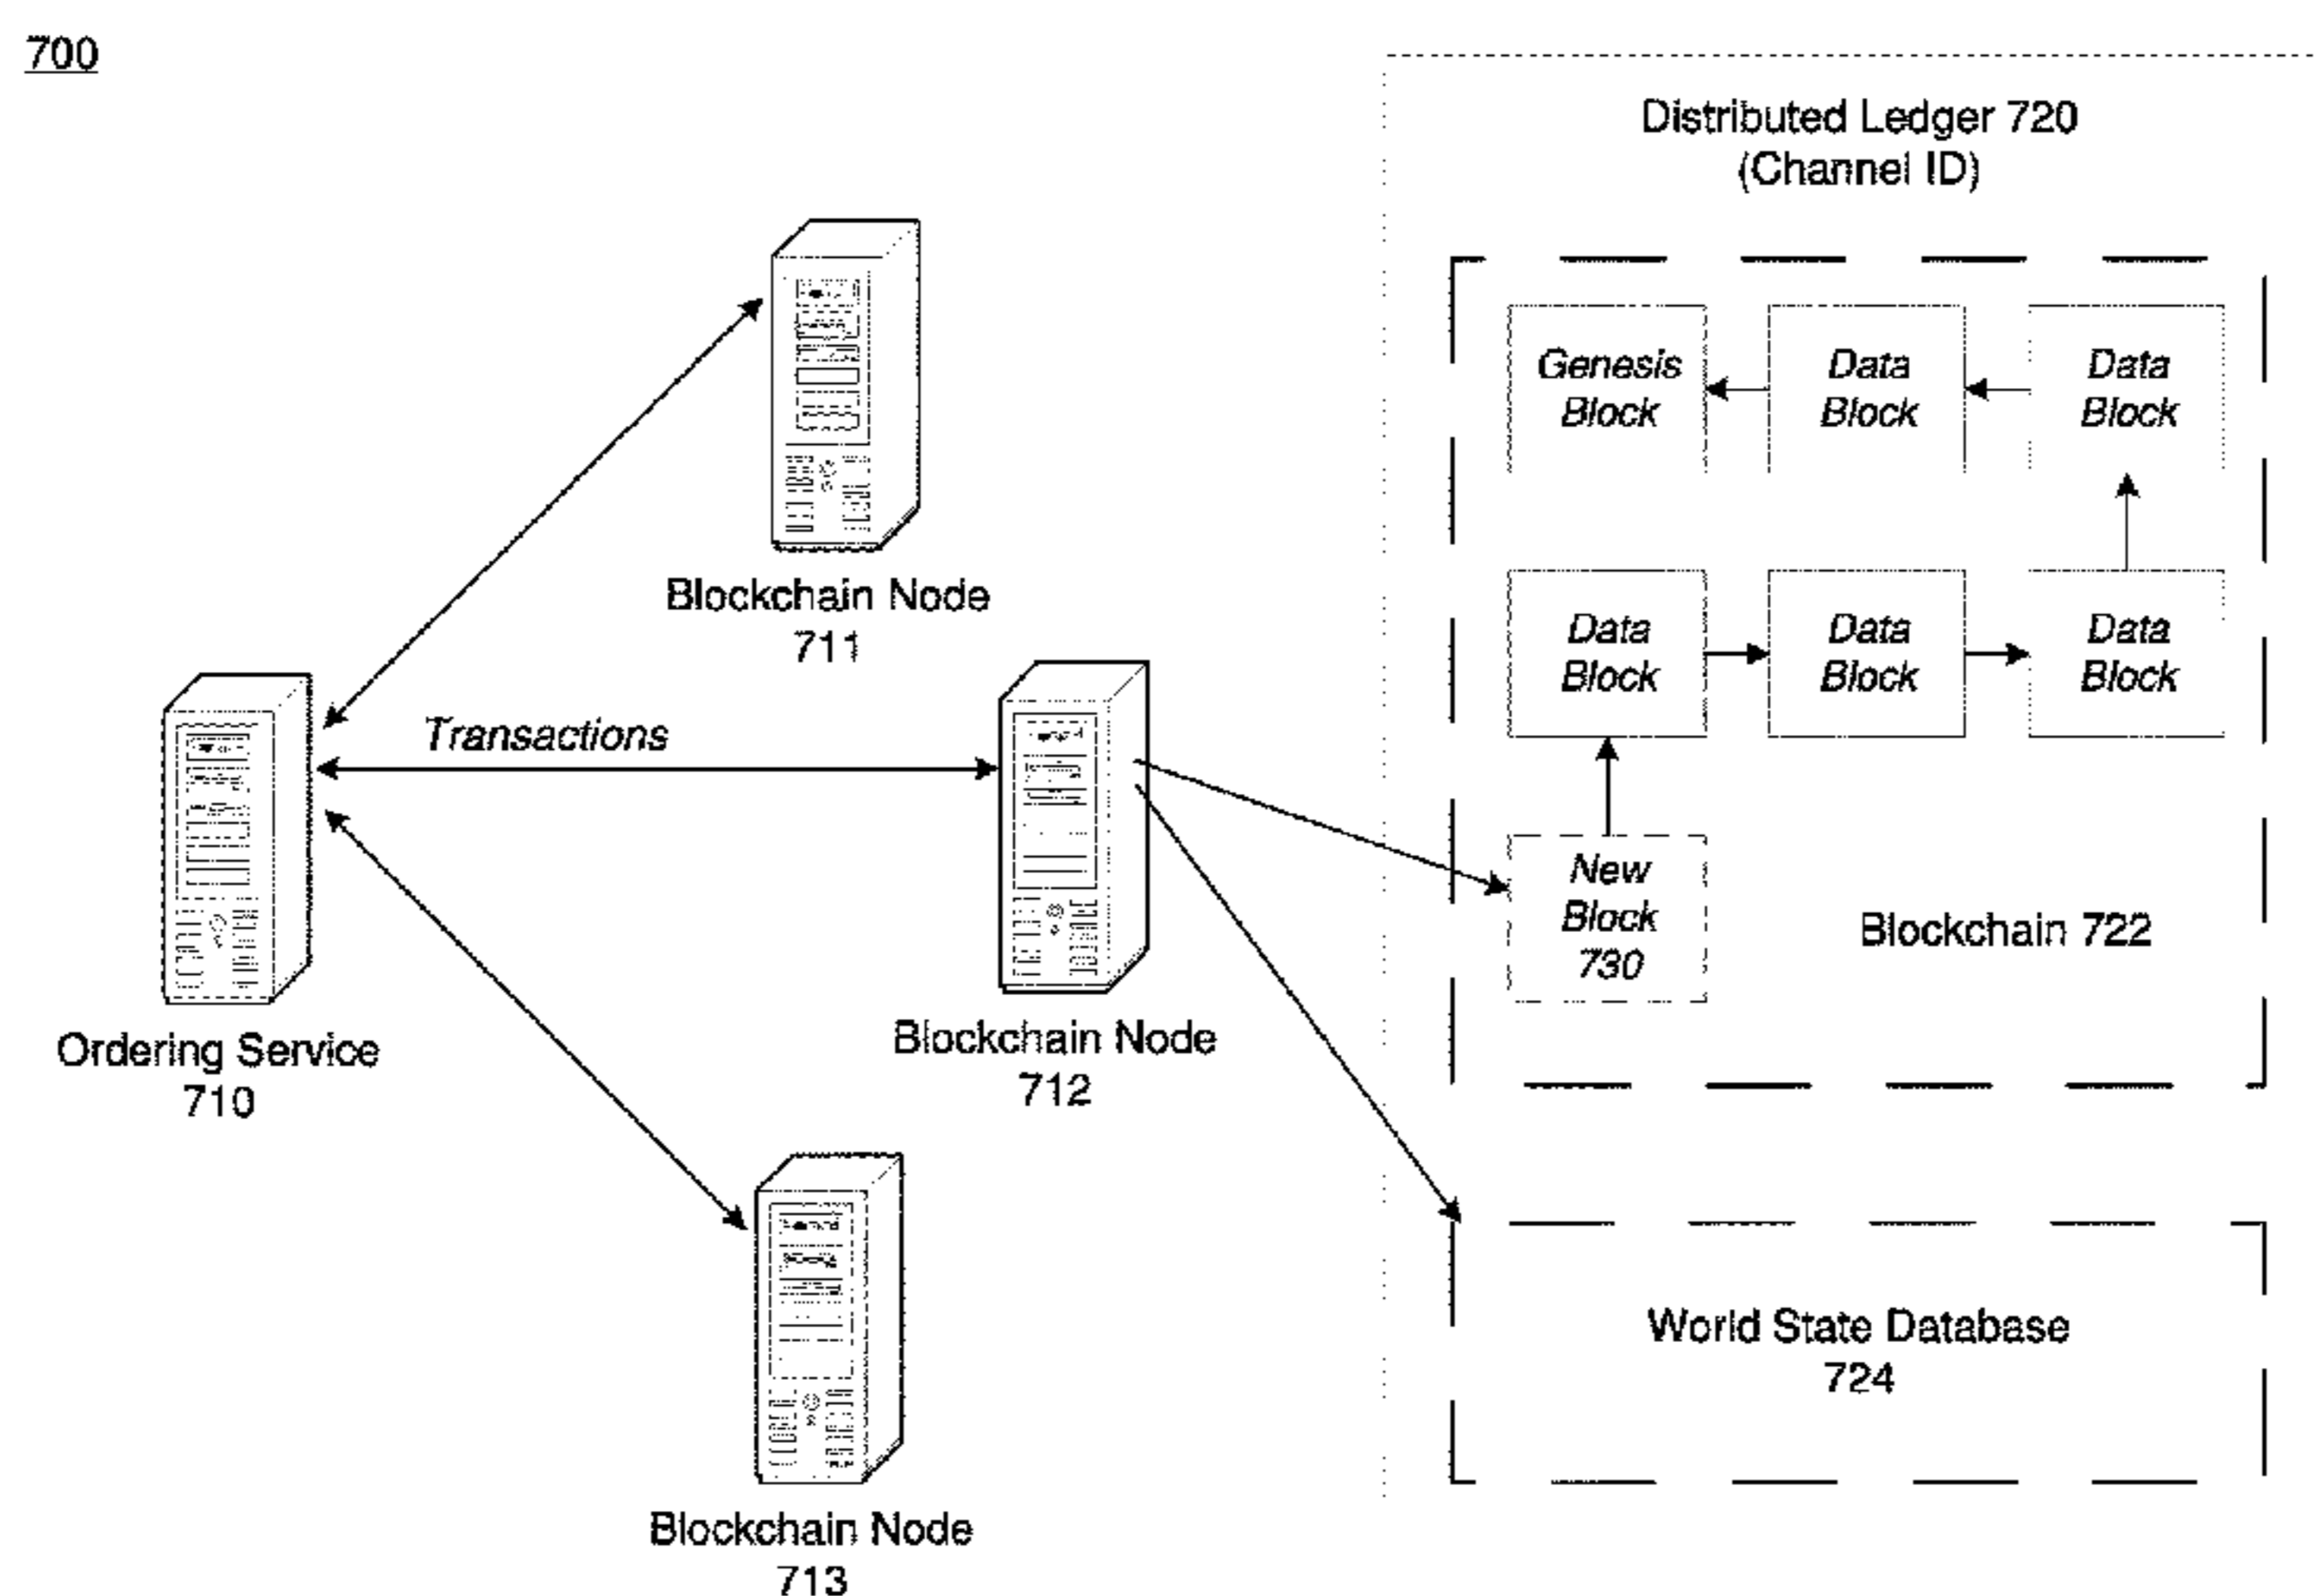 700
Distributed Ledger 720
(Channel ID)
Genesis
Block
Data
Block
Data
Block
Blockchain Node
711
Data
Block
Data
Block
Data
Block
Transactions
New
Block
730
Blockchain 722
Ordering Service
710
Blockchain Node
712
World State Database
724
Blockchain Node
713